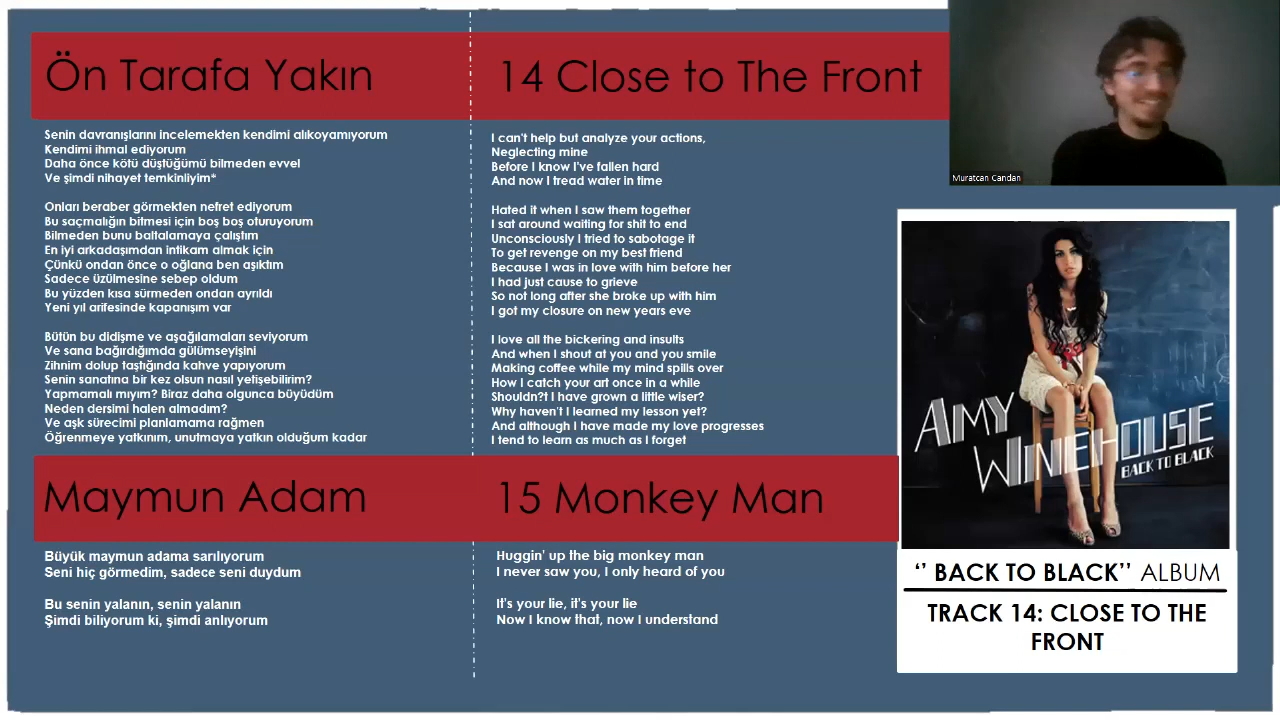 Ön Tarafa Yakın
Senin davranışlarını incelemekten kendimi alıkoyamıyorum
Kendimi ihmal ediyorum
Daha önce kötü düştüğümü bilmeden evvel
Ve şimdi nihayet temkinliyim*
Onları beraber görmekten nefret ediyorum
Bu saçmalığın bitmesi için boş boş oturuyorum
Bilmeden bunu baltalamaya çalıştım
En iyi arkadaşımdan intikam almak için
Çünkü ondan önce o oğlana ben aşıktım
Sadece üzülmesine sebep oldum
Bu yüzden kısa sürmeden ondan ayrıldı
Yeni yıl arifesinde kapanışım var
Bütün bu didişme ve aşağılamaları seviyorum
Ve sana bağırdığımda gülümseyişini
Zihnim dolup taştığında kahve yapıyorum
Senin sanatına bir kez olsun nasıl yetişebilirim?
Yapmamalı mıyım? Biraz daha olgunca büyüdüm
Neden dersimi halen almadım?
Ve aşk sürecimi planlamama rağmen
Öğrenmeye yatkınım, unutmaya yatkın olduğum kadar
14 Close to The Front
I can't help but analyze your actions,
Neglecting mine
Before I know I've fallen hard
And now I tread water in time
Hated it when I saw them together
I sat around waiting for shit to end
Unconsciously I tried to sabotage it
To get revenge on my best friend
Because I was in love with him before her
I had just cause to grieve
So not long after she broke up with him
I got my closure on new years eve
I love all the bickering and insults
And when I shout at you and you smile
Making coffee while my mind spills over
How I catch your art once in a while
Shouldn?t I have grown a little wiser?
Why haven't I learned my lesson yet?
And although I have made my love progresses
I tend to learn as much as I forget
Maymun Adam
Büyük maymun adama sarılıyorum
Seni hiç görmedim, sadece seni duydum
Bu senin yalanın, senin yalanın
Şimdi biliyorum ki, şimdi anlıyorum
15 Monkey Man
Huggin' up the big monkey man
I never saw you, I only heard of you
It's your lie, it's your lie
Now I know that, now I understand
Muratcan Candan
AMY
WINEHOUSE
BACK TO BLACK
‘’ BACK TO BLACK’’ ALBUM
TRACK 14: CLOSE TO THE
FRONT